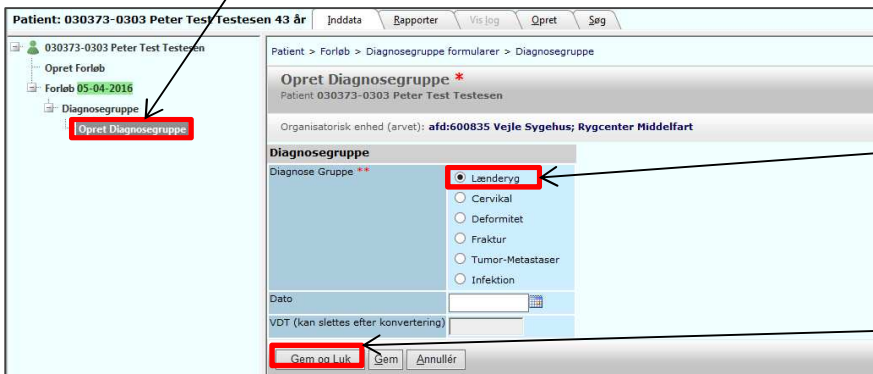 Patient: 030373-0303 Peter Test Testesen 43 år
Inddata Rapporter Vis log Opret Søg
030373-0303 Peter Test Testesen
Opret Forløb
Forløb 05-04-2016
Diagnosegruppe
Opret Diagnosegruppe
Patient > Forløb > Diagnosegruppe formularer > Diagnosegruppe
Opret Diagnosegruppe *
Patient 030373-0303 Peter Test Testesen
Organisatorisk enhed (arvet): afd:600835 Vejle Sygehus; Rygcenter Middelfart
Diagnosegruppe
Diagnose Gruppe **
Lænderyg
Cervikal
Deformitet
Fraktur
Tumor-Metastaser
Infektion
Dato
VDT (kan slettes efter konvertering)
Gem og Luk Gem Annullér